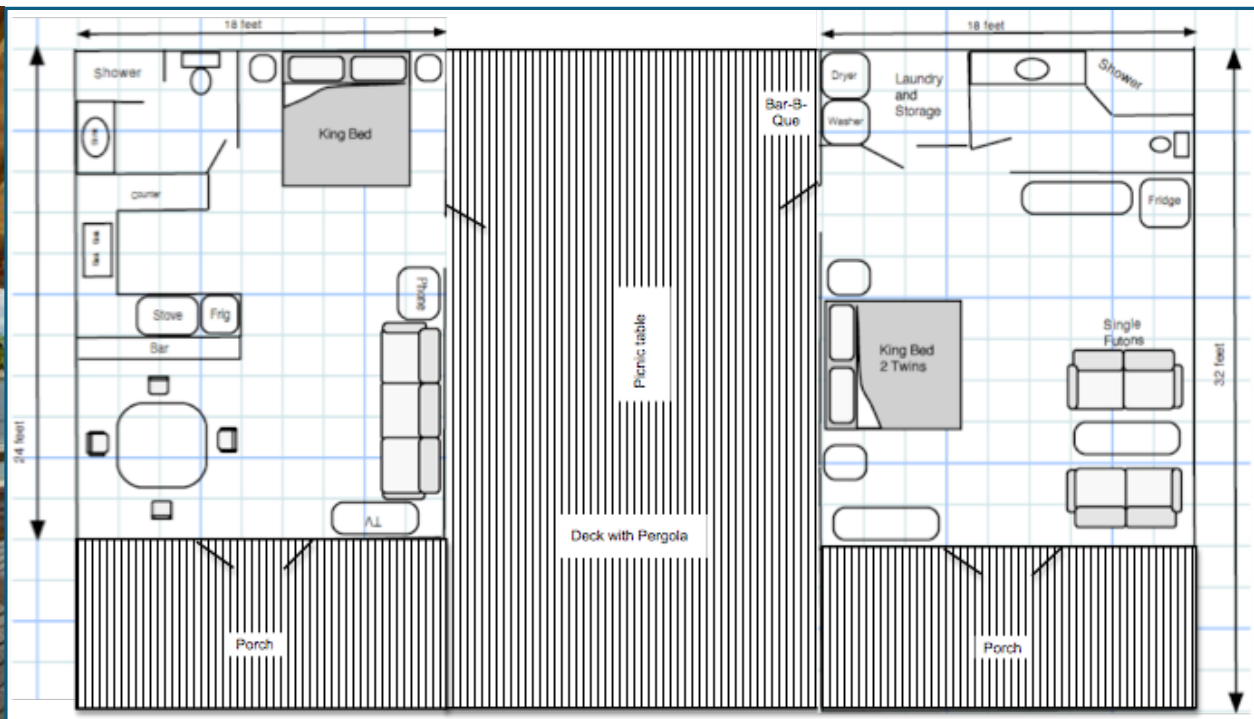 18 feet
18 feet
Shower
King Bed
Counter
Phone
Stove
Frig
Bar
24 feet
TV
Porch
Bar-B-
Que
Picnic table
Deck with Pergola
Dryer
Washer
Laundry
and
Storage
Shower
Fridge
King Bed
2 Twins
Single
Futons
32 feet
Porch